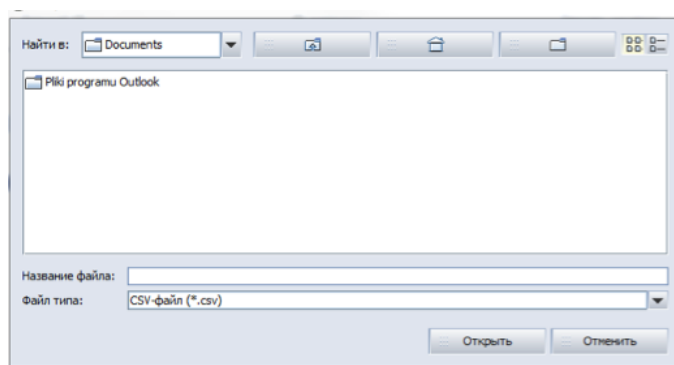 Найти в: Documents
Pliki programu Outlook
Название файла:
Файл типа: CSV-файл (*.csv)
Открыть Отменить